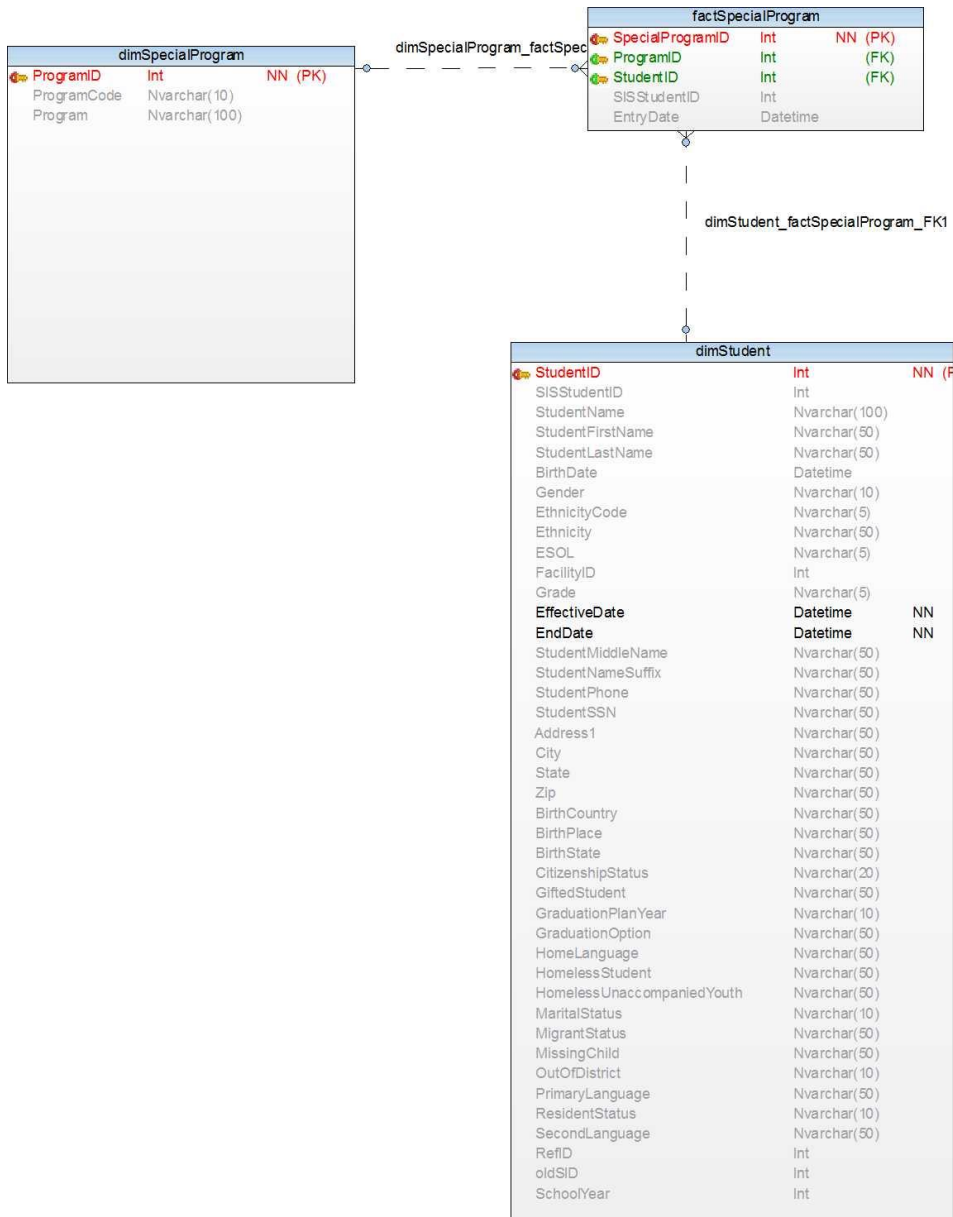 dimSpecialProgram
ProgramID Int NN (PK)
ProgramCode Nvarchar(10)
Program Nvarchar(100)
dimSpecialProgram_factSpec
factSpecialProgram
SpecialProgramID Int NN (PK)
ProgramID Int (FK)
StudentID Int (FK)
SISStudentID Int
EntryDate Datetime
dimStudent_factSpecialProgram_FK1
dimStudent
StudentID Int NN (P
SISStudentID Int
StudentName Nvarchar(100)
StudentFirstName Nvarchar(50)
StudentLastName Nvarchar(50)
BirthDate Datetime
Gender Nvarchar(10)
EthnicityCode Nvarchar(5)
Ethnicity Nvarchar(50)
ESOL Nvarchar(5)
FacilityID Int
Grade Nvarchar(5)
EffectiveDate Datetime NN
EndDate Datetime NN
StudentMiddleName Nvarchar(50)
StudentNameSuffix Nvarchar(50)
StudentPhone Nvarchar(50)
StudentSSN Nvarchar(50)
Address1 Nvarchar(50)
City Nvarchar(50)
State Nvarchar(50)
Zip Nvarchar(50)
BirthCountry Nvarchar(50)
BirthPlace Nvarchar(50)
BirthState Nvarchar(50)
CitizenshipStatus Nvarchar(20)
GiftedStudent Nvarchar(50)
GraduationPlanYear Nvarchar(10)
GraduationOption Nvarchar(50)
HomeLanguage Nvarchar(50)
HomelessStudent Nvarchar(50)
HomelessUnaccompaniedYouth Nvarchar(50)
MaritalStatus Nvarchar(10)
MigrantStatus Nvarchar(50)
MissingChild Nvarchar(50)
OutOfDistrict Nvarchar(10)
PrimaryLanguage Nvarchar(50)
ResidentStatus Nvarchar(10)
SecondLanguage Nvarchar(50)
RefID Int
oldSID Int
SchoolYear Int